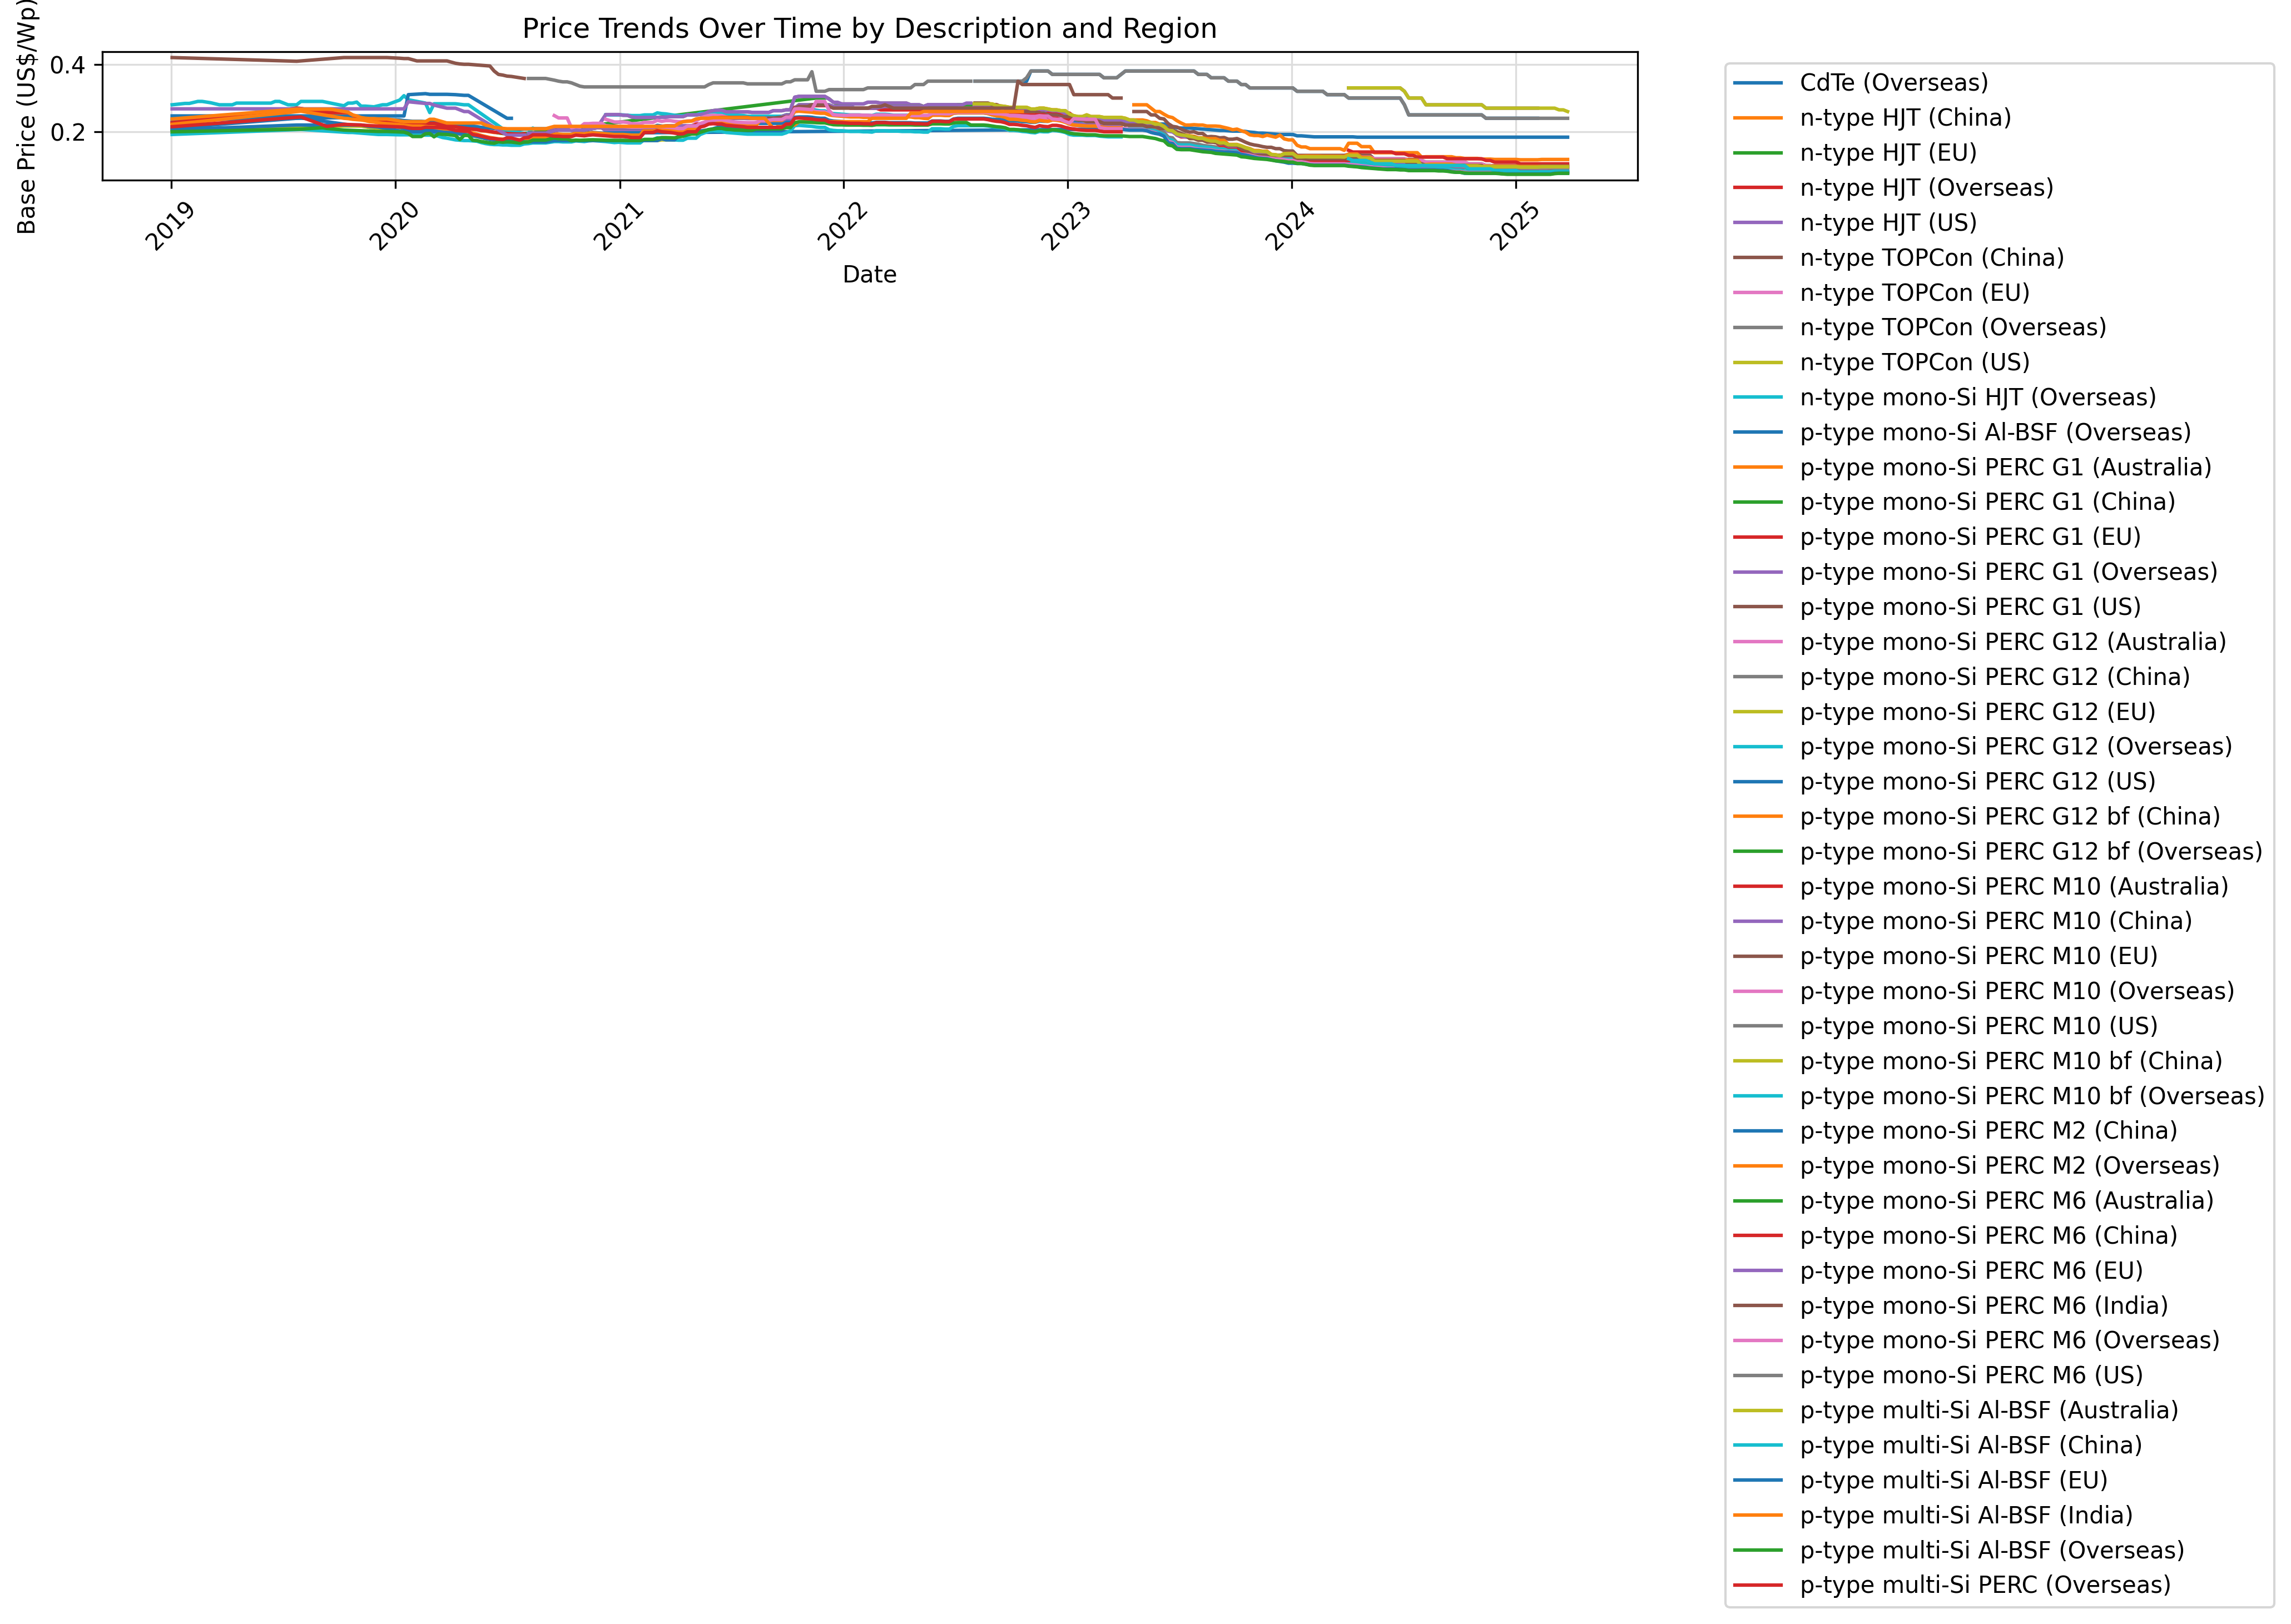 Price Trends Over Time by Description and Region
Base Price (US$/Wp)
0.4
0.2
2019
2020
2021
2022
2023
2024
2025
Date
CdTe (Overseas)
n-type HJT (China)
n-type HJT (EU)
n-type HJT (Overseas)
n-type HJT (US)
n-type TOPCon (China)
n-type TOPCon (EU)
n-type TOPCon (Overseas)
n-type TOPCon (US)
n-type mono-Si HJT (Overseas)
p-type mono-Si Al-BSF (Overseas)
p-type mono-Si PERC G1 (Australia)
p-type mono-Si PERC G1 (China)
p-type mono-Si PERC G1 (EU)
p-type mono-Si PERC G1 (Overseas)
p-type mono-Si PERC G1 (US)
p-type mono-Si PERC G12 (Australia)
p-type mono-Si PERC G12 (China)
p-type mono-Si PERC G12 (EU)
p-type mono-Si PERC G12 (Overseas)
p-type mono-Si PERC G12 (US)
p-type mono-Si PERC G12 bf (China)
p-type mono-Si PERC G12 bf (Overseas)
p-type mono-Si PERC M10 (Australia)
p-type mono-Si PERC M10 (China)
p-type mono-Si PERC M10 (EU)
p-type mono-Si PERC M10 (Overseas)
p-type mono-Si PERC M10 (US)
p-type mono-Si PERC M10 bf (China)
p-type mono-Si PERC M10 bf (Overseas)
p-type mono-Si PERC M2 (China)
p-type mono-Si PERC M2 (Overseas)
p-type mono-Si PERC M6 (Australia)
p-type mono-Si PERC M6 (China)
p-type mono-Si PERC M6 (EU)
p-type mono-Si PERC M6 (India)
p-type mono-Si PERC M6 (Overseas)
p-type mono-Si PERC M6 (US)
p-type multi-Si Al-BSF (Australia)
p-type multi-Si Al-BSF (China)
p-type multi-Si Al-BSF (EU)
p-type multi-Si Al-BSF (India)
p-type multi-Si Al-BSF (Overseas)
p-type multi-Si PERC (Overseas)